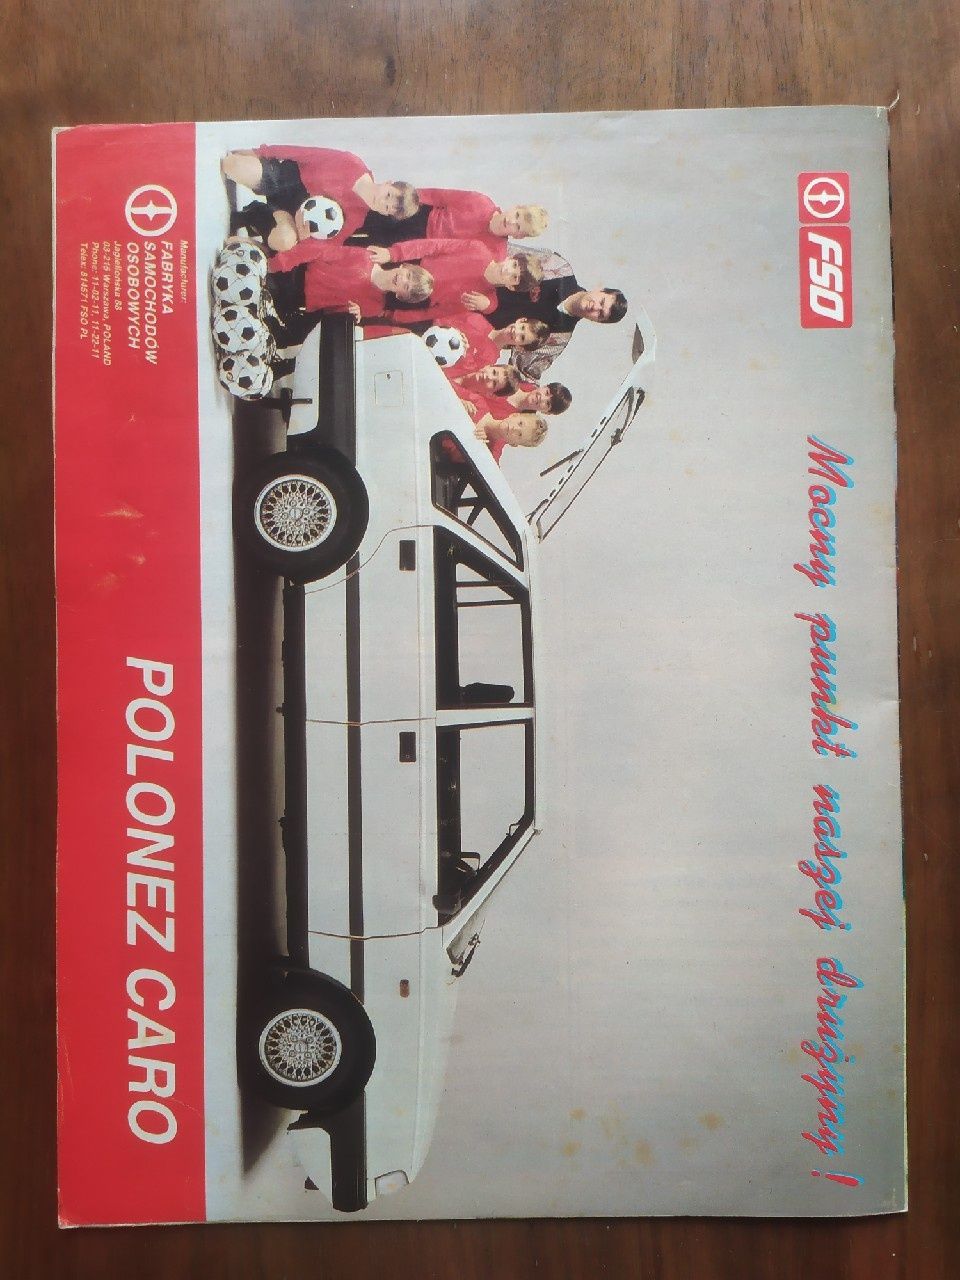 FSO
Mocny punkt naszej drużyny!
Manufacturer:
FABRYKA
SAMOCHODÓW
OSOBOWYCH
Jagiellońska 88
03-215 Warszawa, POLAND
Phone: 11-02-11, 11-22-11
Telex: 814571 FSO PL
POLONEZ CARO